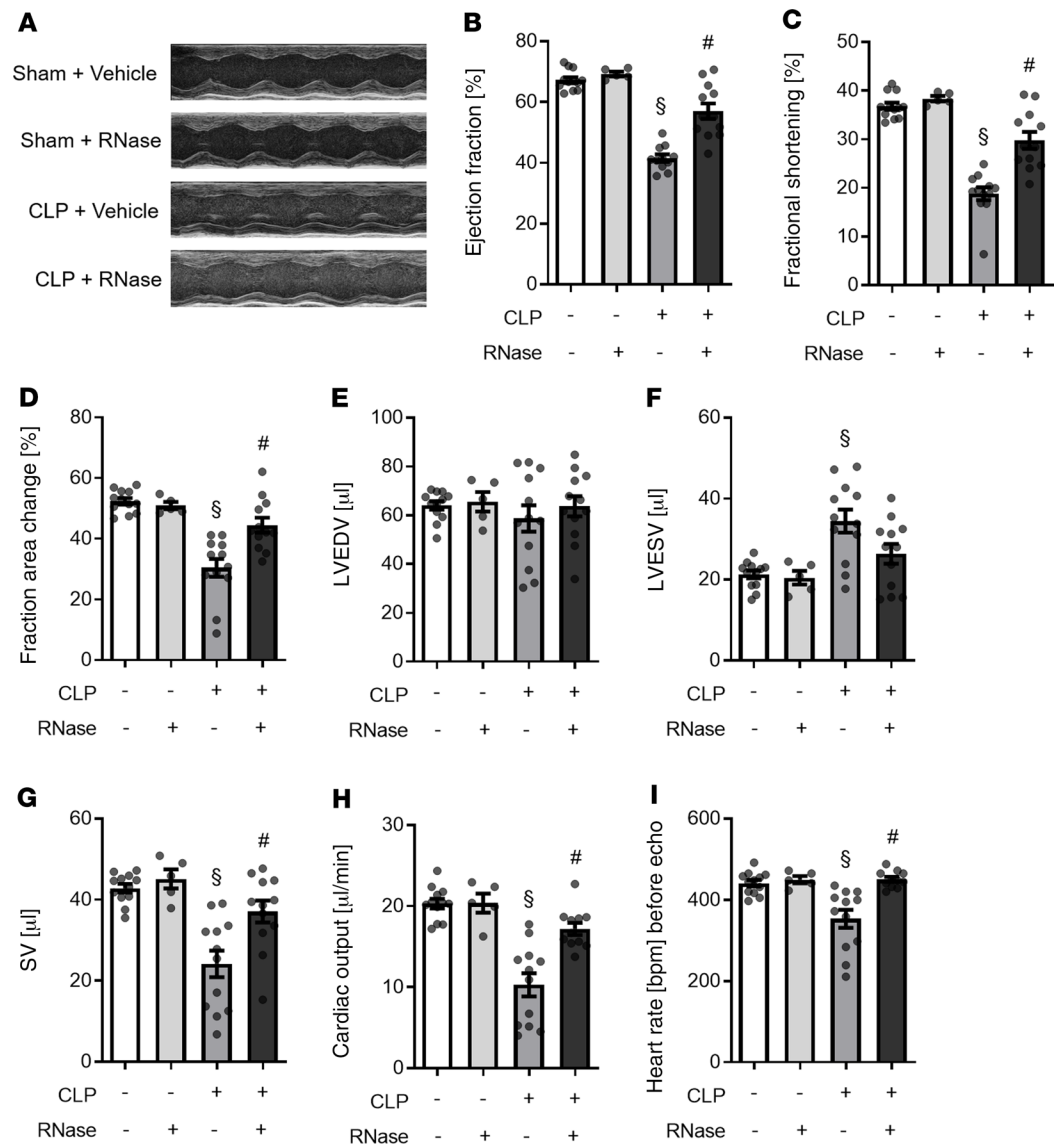 A
Sham + Vehicle
Sham + RNase
CLP + Vehicle
CLP + RNase
B
Ejection fraction [%]
80
60
40
20
0
§
#
CLP - - + +
RNase - + - +
C
Fractional shortening [%]
50
40
30
20
10
0
§
#
CLP - - + +
RNase - + - +
D
Fraction area change [%]
80
60
40
20
0
§
#
CLP - - + +
RNase - + - +
E
LVEDV [µl]
100
80
60
40
20
0
CLP - - + +
RNase - + - +
F
LVESV [µl]
60
40
20
0
§
CLP - - + +
RNase - + - +
G
SV [µl]
60
40
20
0
§
#
CLP - - + +
RNase - + - +
H
Cardiac output [µl/min]
30
20
10
0
§
#
CLP - - + +
RNase - + - +
I
Heart rate [bpm] before echo
600
400
200
0
§
#
CLP - - + +
RNase - + - +